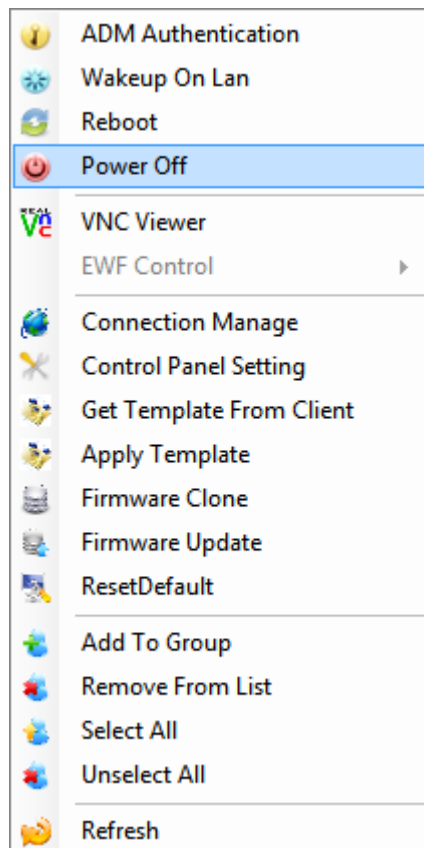 ADM Authentication
Wakeup On Lan
Reboot
Power Off
VNC Viewer
EWF Control
Connection Manage
Control Panel Setting
Get Template From Client
Apply Template
Firmware Clone
Firmware Update
ResetDefault
Add To Group
Remove From List
Select All
Unselect All
Refresh